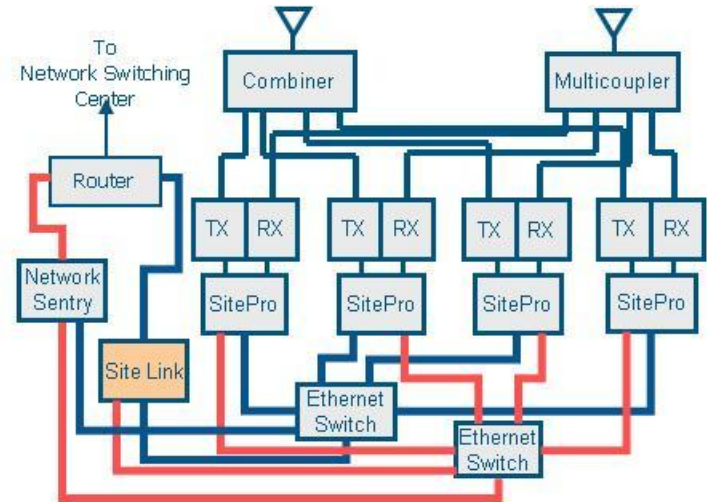 To
Network Switching
Center
Combiner
Multicoupler
Router
TX RX TX RX TX RX TX RX
Network
Sentry
SitePro SitePro SitePro SitePro
Site Link
Ethernet
Switch
Ethernet
Switch